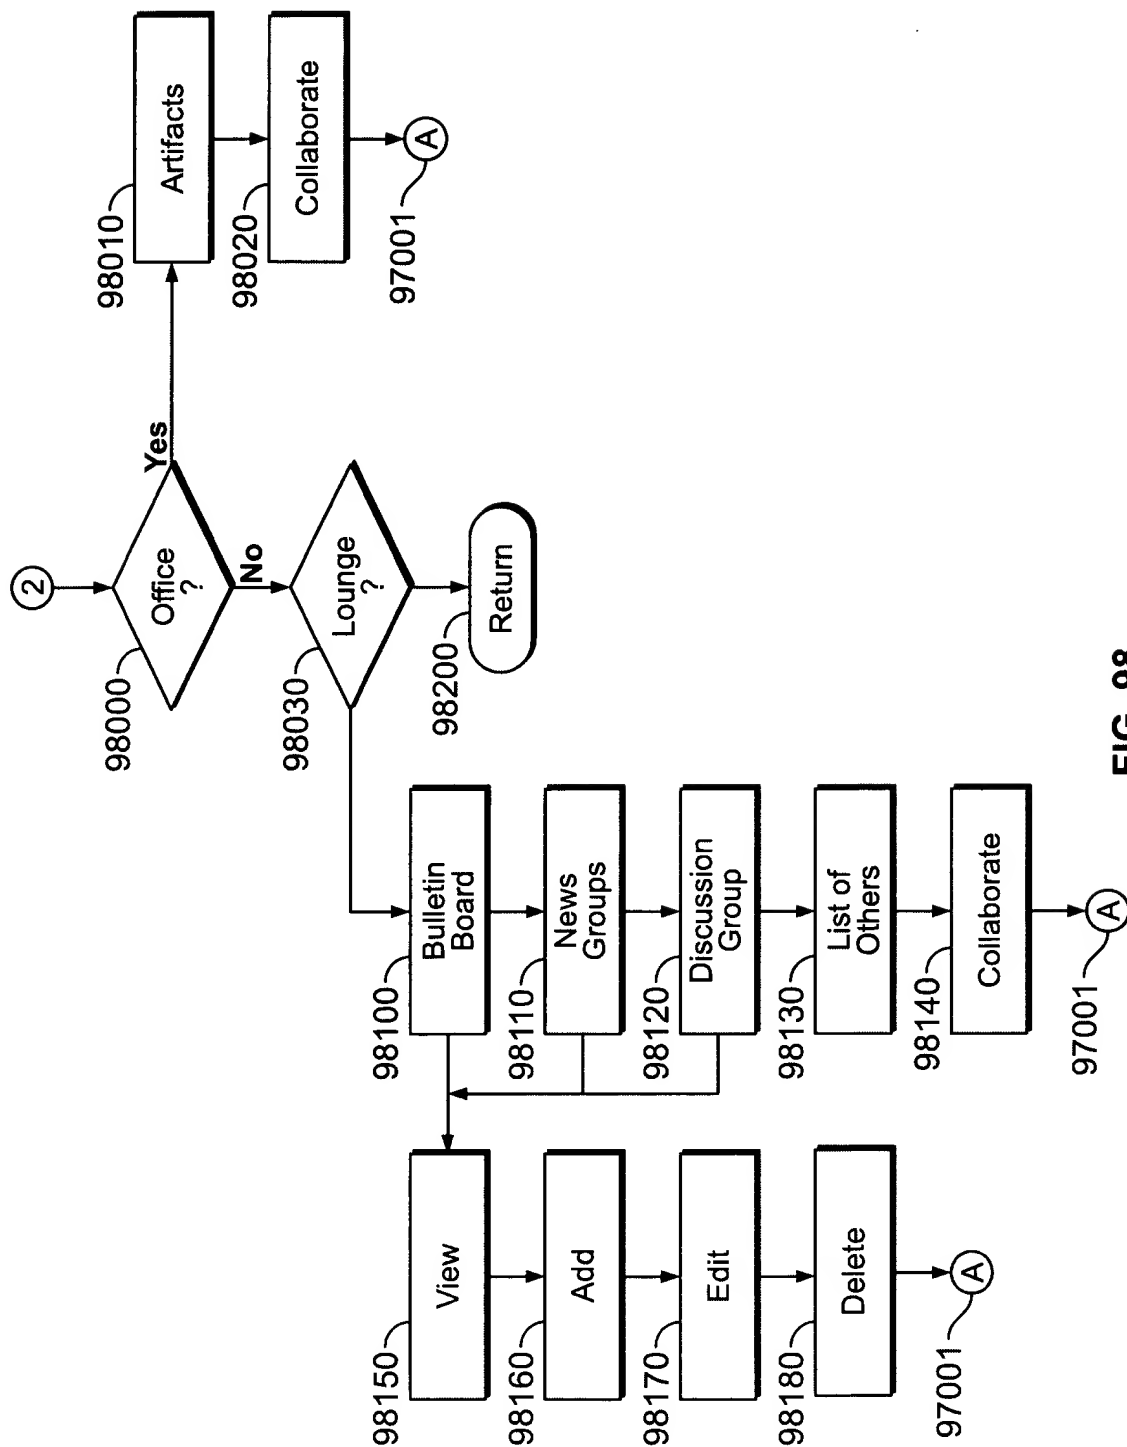 2
98000
Office
?
Yes
No
98010
Artifacts
98020
Collaborate
97001
A
98030
Lounge
?
98200
Return
98100
Bulletin
Board
98110
News
Groups
98120
Discussion
Group
98130
List of
Others
98140
Collaborate
97001
A
98150
View
98160
Add
98170
Edit
98180
Delete
97001
A
FIG. 98